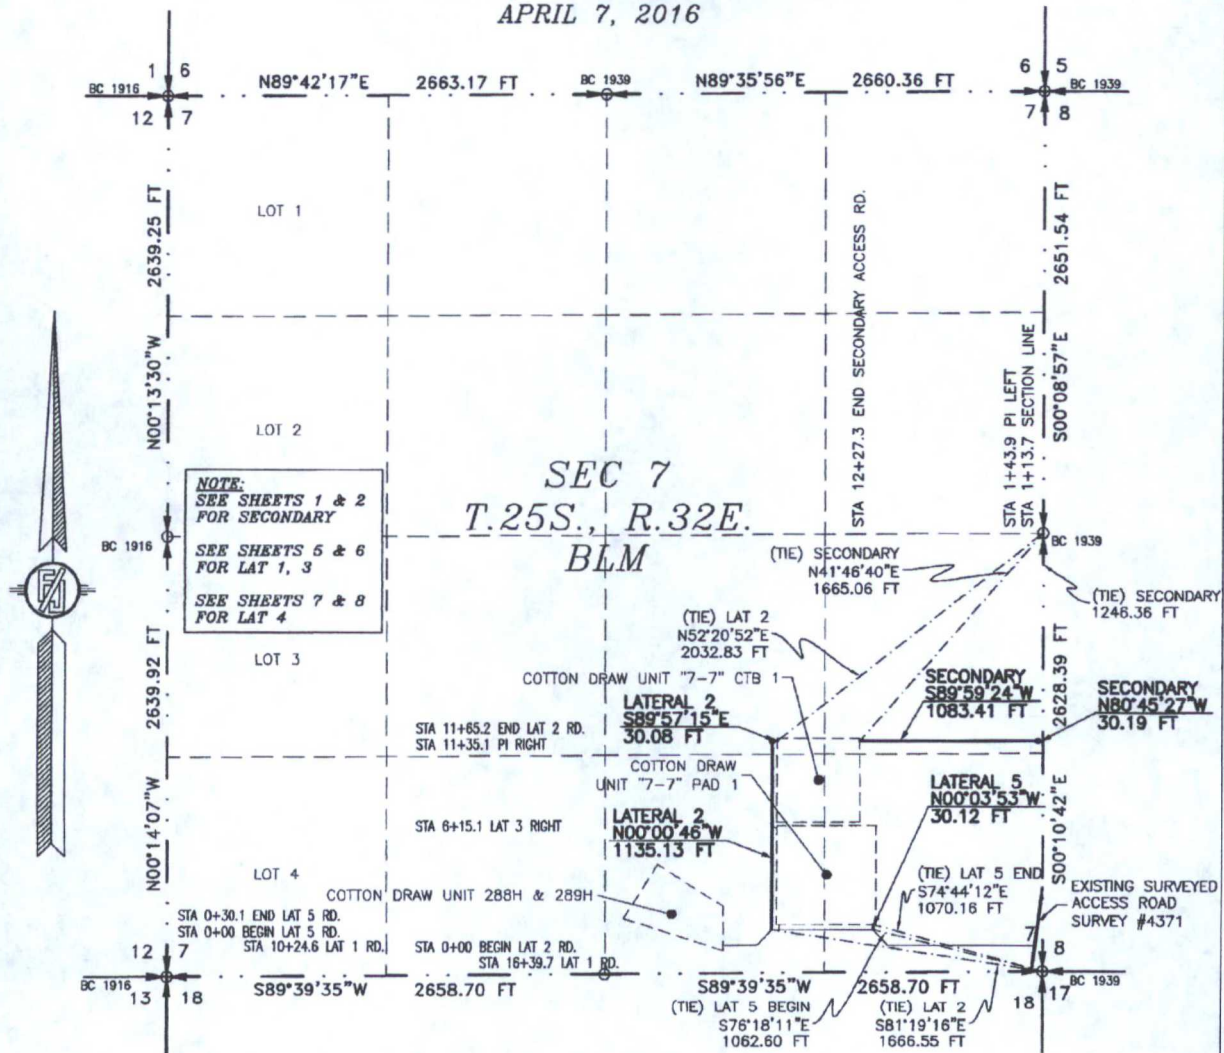 APRIL 7, 2016
1 6
BC 1916
12 7
N89°42'17"E 2663.17 FT
BC 1939
N89°35'56"E 2660.36 FT
6 5
BC 1939
7 8
2639.25 FT
N00°13'30"W
LOT 1
STA 12+27.3 END SECONDARY ACCESS RD.
2651.54 FT
S00°08'57"E
STA 1+43.9 PI LEFT
STA 1+13.7 SECTION LINE
LOT 2
SEC 7
T.25S., R.32E.
BLM
NOTE:
SEE SHEETS 1 & 2
FOR SECONDARY
SEE SHEETS 5 & 6
FOR LAT 1, 3
SEE SHEETS 7 & 8
FOR LAT 4
BC 1916
BC 1939
(TIE) SECONDARY
N41°46'40"E
1665.06 FT
(TIE) SECONDARY
1246.36 FT
(TIE) LAT 2
N52°20'52"E
2032.83 FT
LOT 3
2639.92 FT
N00°14'07"W
COTTON DRAW UNIT "7-7" CTB 1
SECONDARY
S89°59'24"W
1083.41 FT
2628.39 FT
S00°10'42"E
SECONDARY
N80°45'27"W
30.19 FT
LATERAL 2
S89°57'15"E
30.08 FT
STA 11+65.2 END LAT 2 RD.
STA 11+35.1 PI RIGHT
COTTON DRAW
UNIT "7-7" PAD 1
LATERAL 5
N00°03'53"W
30.12 FT
STA 6+15.1 LAT 3 RIGHT
LATERAL 2
N00°00'46"W
1135.13 FT
LOT 4
COTTON DRAW UNIT 288H & 289H
(TIE) LAT 5 END
S74°44'12"E
1070.16 FT
EXISTING SURVEYED
ACCESS ROAD
SURVEY #4371
STA 0+30.1 END LAT 5 RD.
STA 0+00 BEGIN LAT 5 RD.
STA 10+24.6 LAT 1 RD.
STA 0+00 BEGIN LAT 2 RD.
STA 16+39.7 LAT 1 RD.
12 7
BC 1916
13 18
S89°39'35"W 2658.70 FT
S89°39'35"W 2658.70 FT
7 8
BC 1939
18 17
(TIE) LAT 5 BEGIN
S76°18'11"E
1062.60 FT
(TIE) LAT 2
S81°19'16"E
1666.55 FT